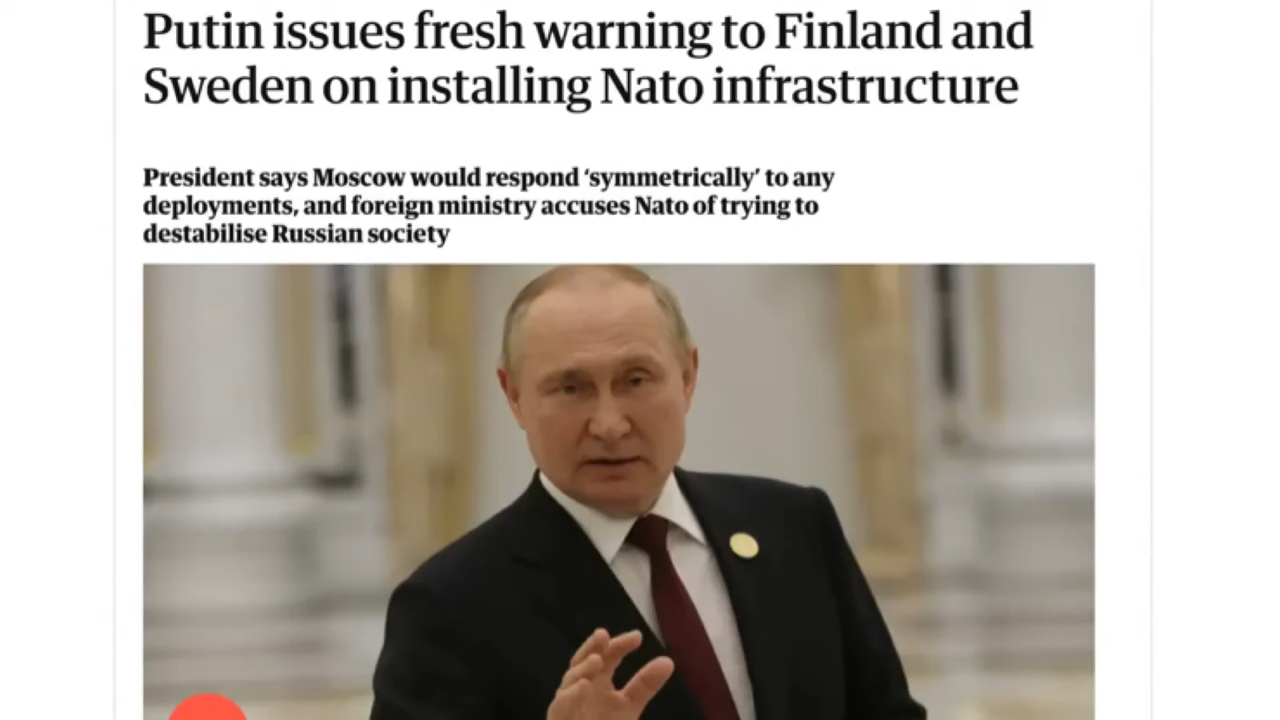 Putin issues fresh warning to Finland and
Sweden on installing Nato infrastructure
President says Moscow would respond ‘symmetrically’ to any
deployments, and foreign ministry accuses Nato of trying to
destabilise Russian society